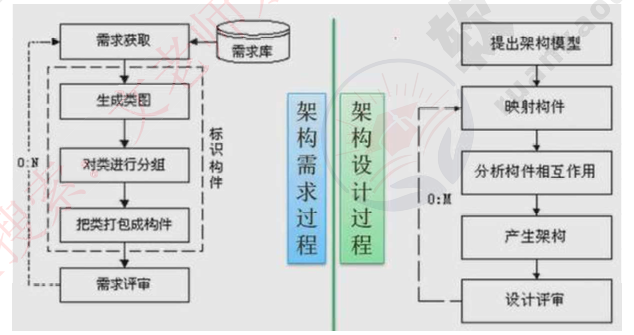 需求获取
需求库
生成类图
对类进行分组
把类打包成构件
标识构件
0:N
需求评审
架构需求过程
架构设计过程
提出架构模型
映射构件
分析构件相互作用
0:M
产生架构
设计评审